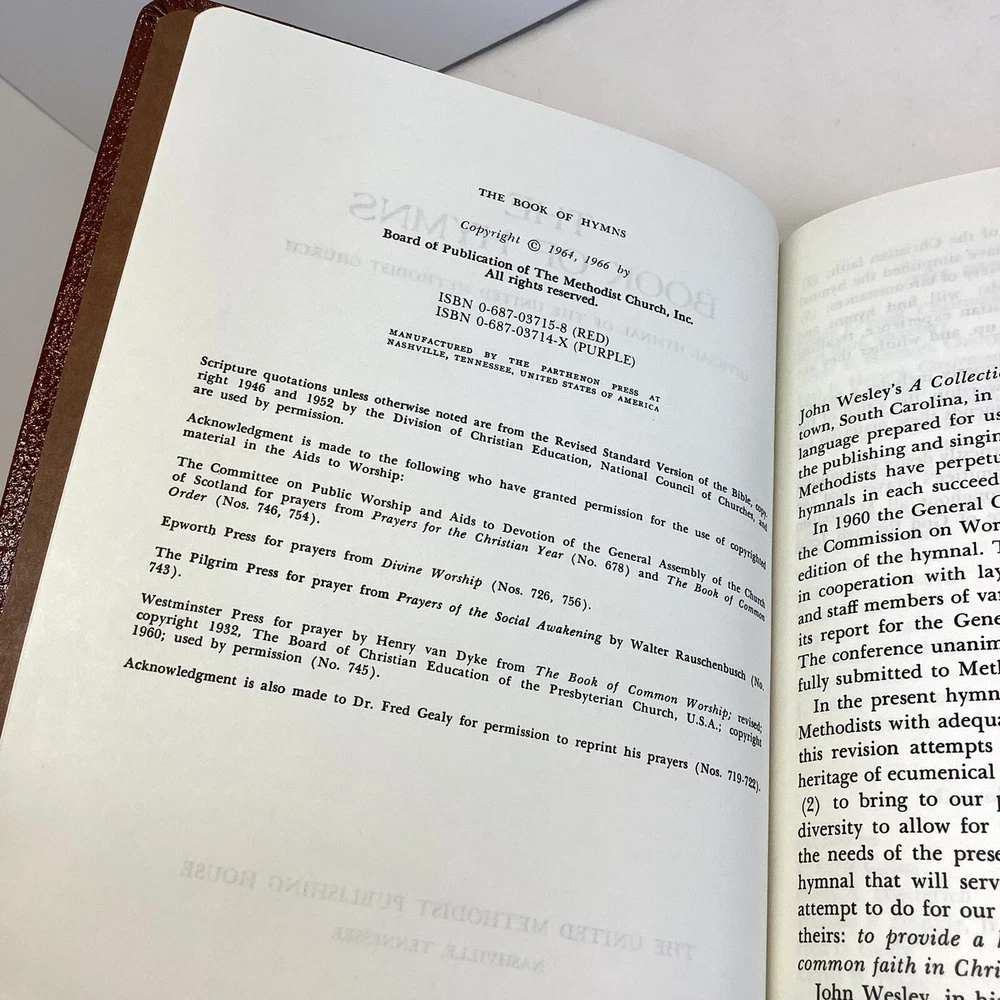 THE BOOK OF HYMNS
Copyright © 1964, 1966 by
Board of Publication of The Methodist Church, Inc.
All rights reserved.
ISBN 0-687-03715-8 (RED)
ISBN 0-687-03714-X (PURPLE)
MANUFACTURED BY THE PARTHENON PRESS AT
NASHVILLE, TENNESSEE, UNITED STATES OF AMERICA
Scripture quotations unless otherwise noted are from the Revised Standard Version of the Bible, copy-
right 1946 and 1952 by the Division of Christian Education, National Council of Churches, and
are used by permission.
Acknowledgment is made to the following who have granted permission for the use of copyrighted
material in the Aids to Worship:
The Committee on Public Worship and Aids to Devotion of the General Assembly of the Church
of Scotland for prayers from Prayers for the Christian Year (No. 678) and The Book of Common
Order (Nos. 746, 754).
Epworth Press for prayers from Divine Worship (Nos. 726, 756).
The Pilgrim Press for prayer from Prayers of the Social Awakening by Walter Rauschenbusch (No.
743).
Westminster Press for prayer by Henry van Dyke from The Book of Common Worship; revised;
copyright 1932, The Board of Christian Education of the Presbyterian Church, U.S.A.; copyright
1960; used by permission (No. 745).
Acknowledgment is also made to Dr. Fred Gealy for permission to reprint his prayers (Nos. 719-722).
THE UNITED METHODIST PUBLISHING HOUSE
NASHVILLE, TENNESSEE
John Wesley's A Collectio
town, South Carolina, in
language prepared for us
the publishing and singin
Methodists have perpetu
hymnals in each succeed
In 1960 the General C
the Commission on Wor
edition of the hymnal. T
in cooperation with lay
and staff members of var
its report for the Gene
The conference unanim
fully submitted to Meth
In the present hymn
Methodists with adequa
this revision attempts
heritage of ecumenical
(2) to bring to our p
diversity to allow for
the needs of the prese
hymnal that will serv
attempt to do for our
theirs: to provide a
common faith in Chri
John Wesley, in his